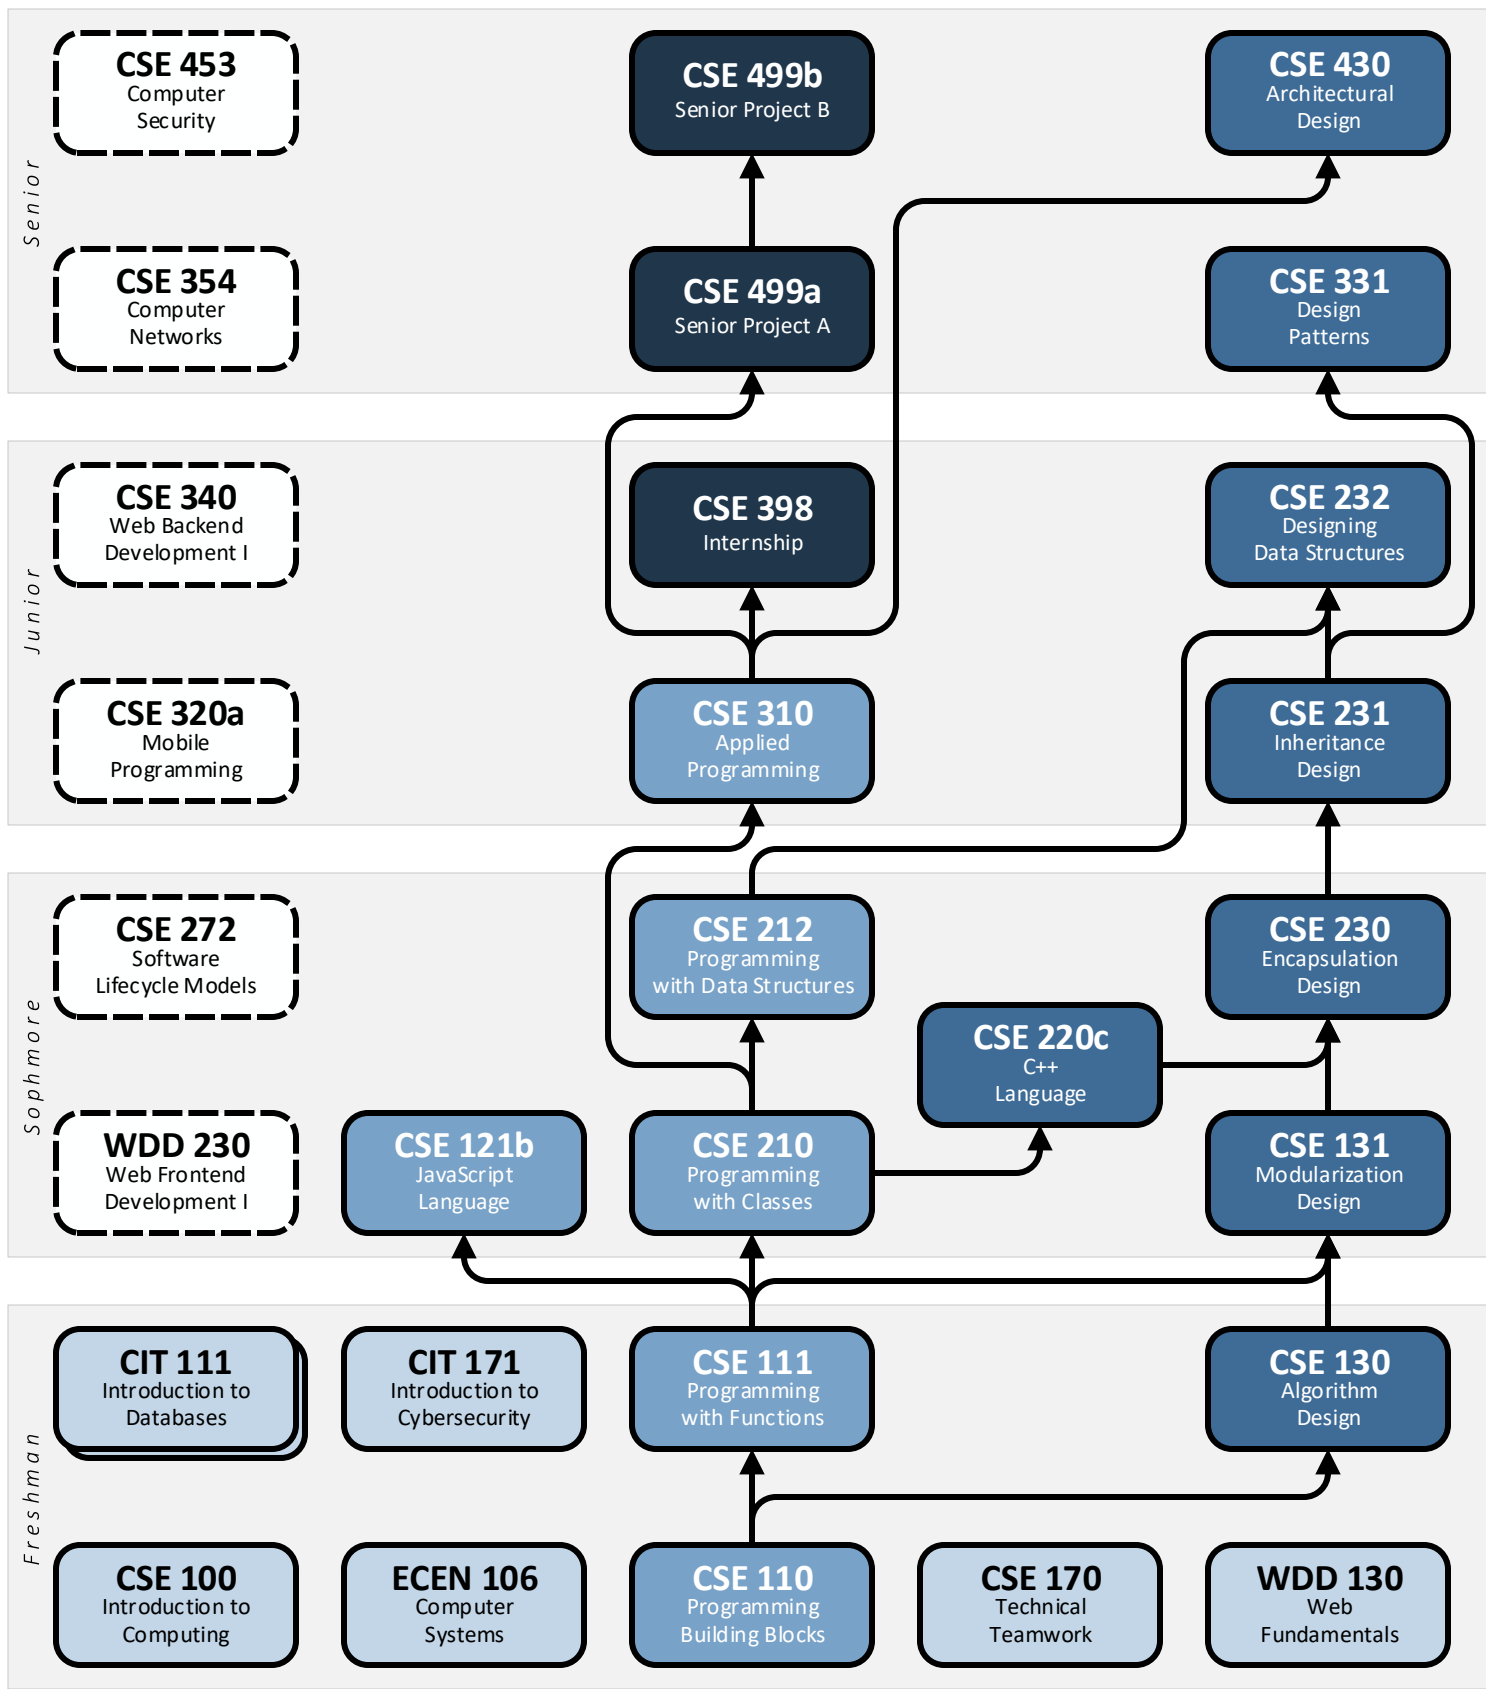 CSE 453
Computer
Security
CSE 499b
Senior Project B
CSE 430
Architectural
Design
Senior
CSE 354
Computer
Networks
CSE 499a
Senior Project A
CSE 331
Design
Patterns
CSE 340
Web Backend
Development I
CSE 398
Internship
CSE 232
Designing
Data Structures
Junior
CSE 320a
Mobile
Programming
CSE 310
Applied
Programming
CSE 231
Inheritance
Design
CSE 272
Software
Lifecycle Models
CSE 212
Programming
with Data Structures
CSE 230
Encapsulation
Design
Sophmore
CSE 220c
C++
Language
WDD 230
Web Frontend
Development I
CSE 121b
JavaScript
Language
CSE 210
Programming
with Classes
CSE 131
Modularization
Design
CIT 111
Introduction to
Databases
CIT 171
Introduction to
Cybersecurity
CSE 111
Programming
with Functions
CSE 130
Algorithm
Design
Freshman
CSE 100
Introduction to
Computing
ECEN 106
Computer
Systems
CSE 110
Programming
Building Blocks
CSE 170
Technical
Teamwork
WDD 130
Web
Fundamentals